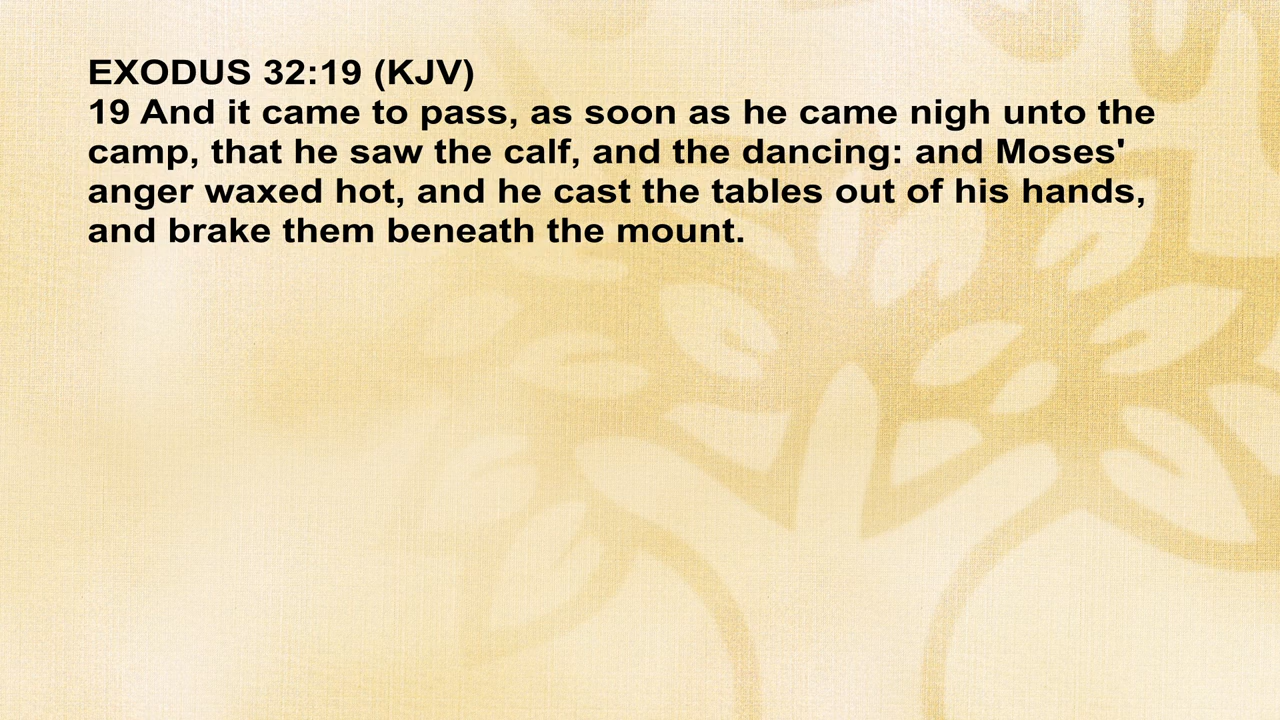 EXODUS 32:19 (KJV)
19 And it came to pass, as soon as he came nigh unto the
camp, that he saw the calf, and the dancing: and Moses'
anger waxed hot, and he cast the tables out of his hands,
and brake them beneath the mount.